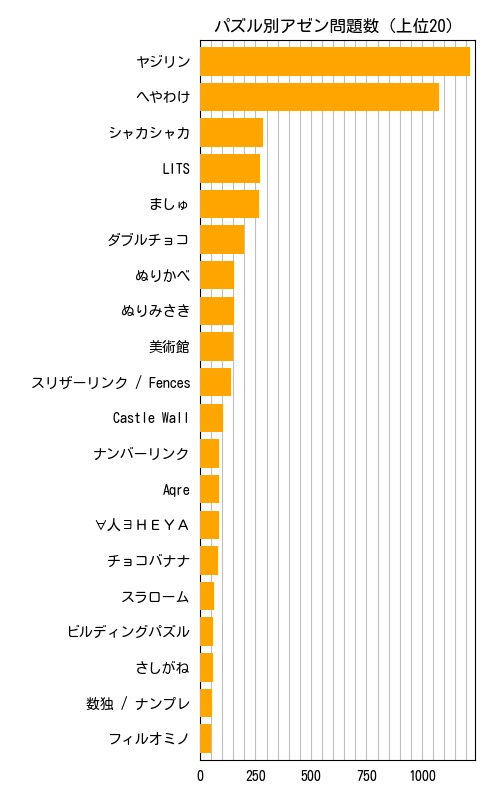 パズル別アゼン問題数 (上位20)
ヤジリン
へやわけ
シャカシャカ
LITS
ましゅ
ダブルチョコ
ぬりかべ
ぬりみさき
美術館
スリザーリンク / Fences
Castle Wall
ナンバーリンク
Aqre
∀人∃ＨＥＹＡ
チョコバナナ
スラローム
ビルディングパズル
さしがね
数独 / ナンプレ
フィルオミノ
0 250 500 750 1000